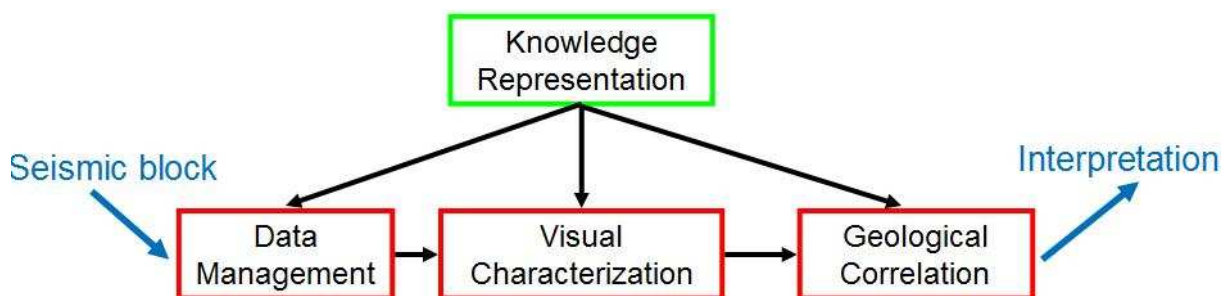 Knowledge
Representation
Seismic block
Interpretation
Data
Management
Visual
Characterization
Geological
Correlation